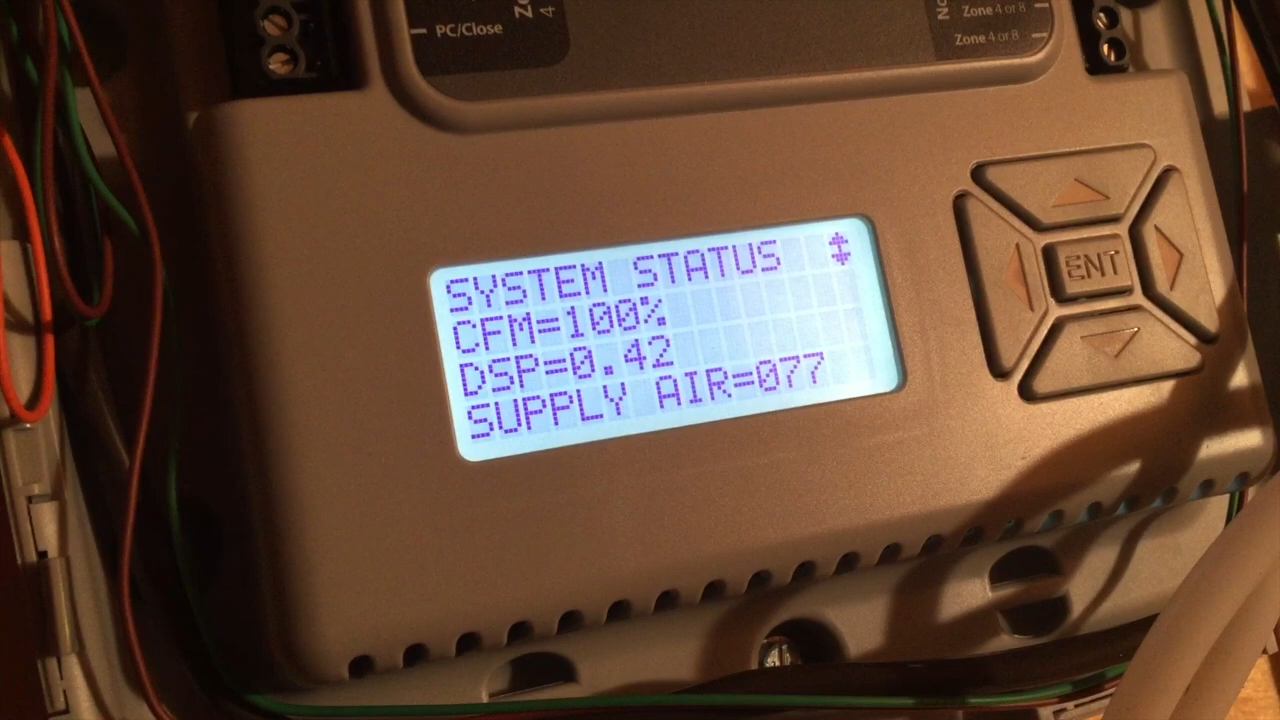 PC/Close
4
Zone 4 or 8
Zone 4 or 8
SYSTEM STATUS
CFM=100%
DSP=0.42
SUPPLY AIR=077
ENT